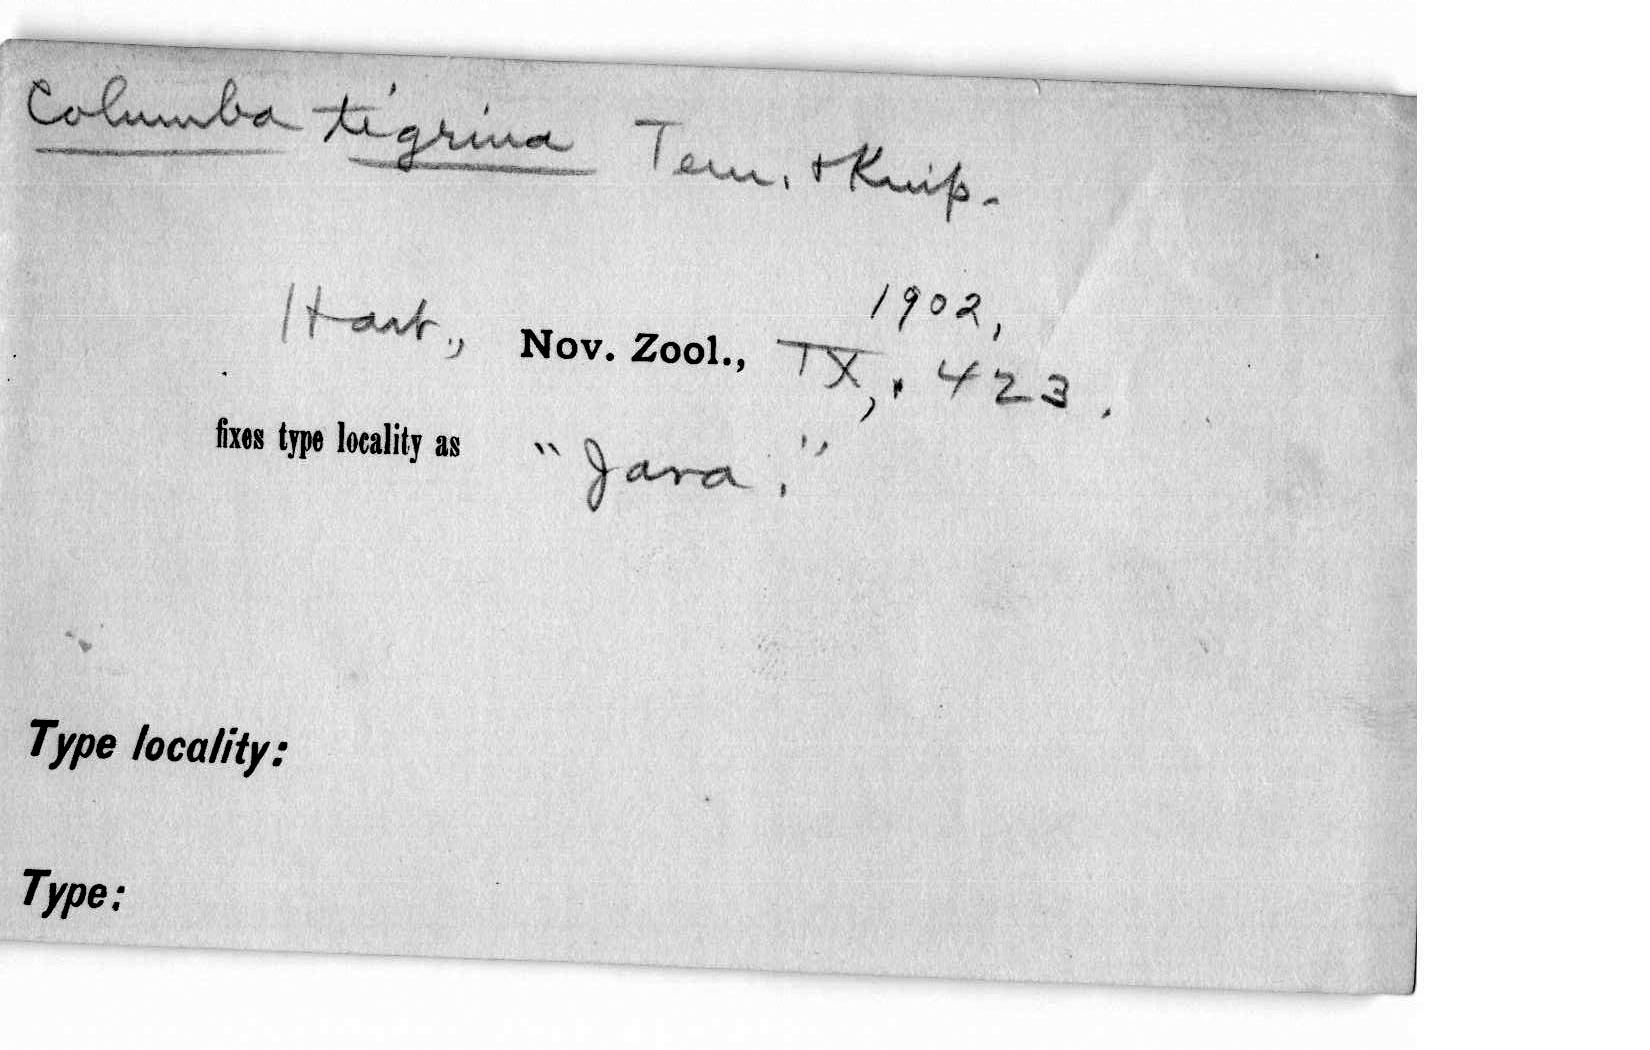 Columba tigrina Tem. + Knip.
1902,
Hart., Nov. Zool., IX, 423.
fixes type locality as "Java."
Type locality:
Type: